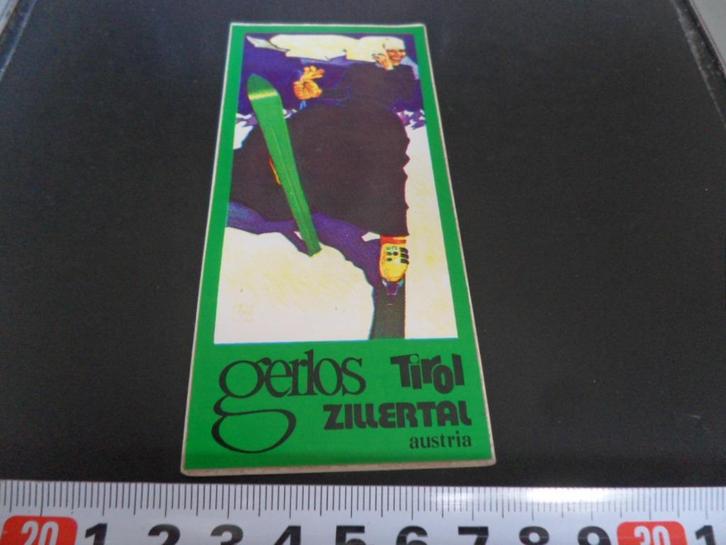 gerlos Tirol
ZILLERTAL
austria
20 1 2 3 4 5 6 7 8 9 30 1